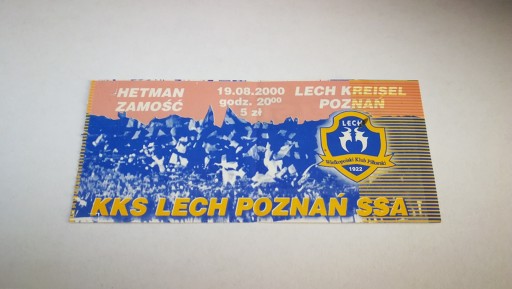 HETMAN
ZAMOŚĆ
19.08.2000
godz. 20⁰⁰
5 zł
LECH KREISEL
POZNAŃ
LECH
Wielkopolski Klub Piłkarski
1922
KKS LECH POZNAŃ SSA